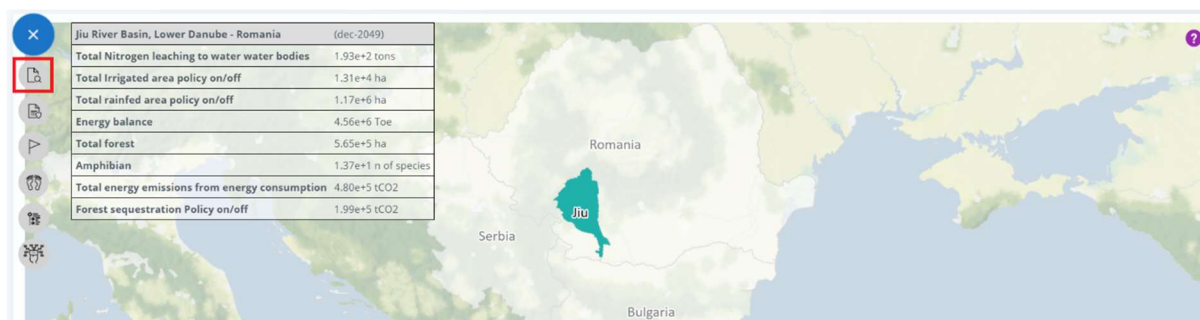 Jiu River Basin, Lower Danube - Romania (dec-2049)
Total Nitrogen leaching to water water bodies 1.93e+2 tons
Total Irrigated area policy on/off 1.31e+4 ha
Total rainfed area policy on/off 1.17e+6 ha
Energy balance 4.56e+6 Toe
Total forest 5.65e+5 ha
Amphibian 1.37e+1 n of species
Total energy emissions from energy consumption 4.80e+5 tCO2
Forest sequestration Policy on/off 1.99e+5 tCO2
?
Romania
Jiu
Serbia
Bulgaria